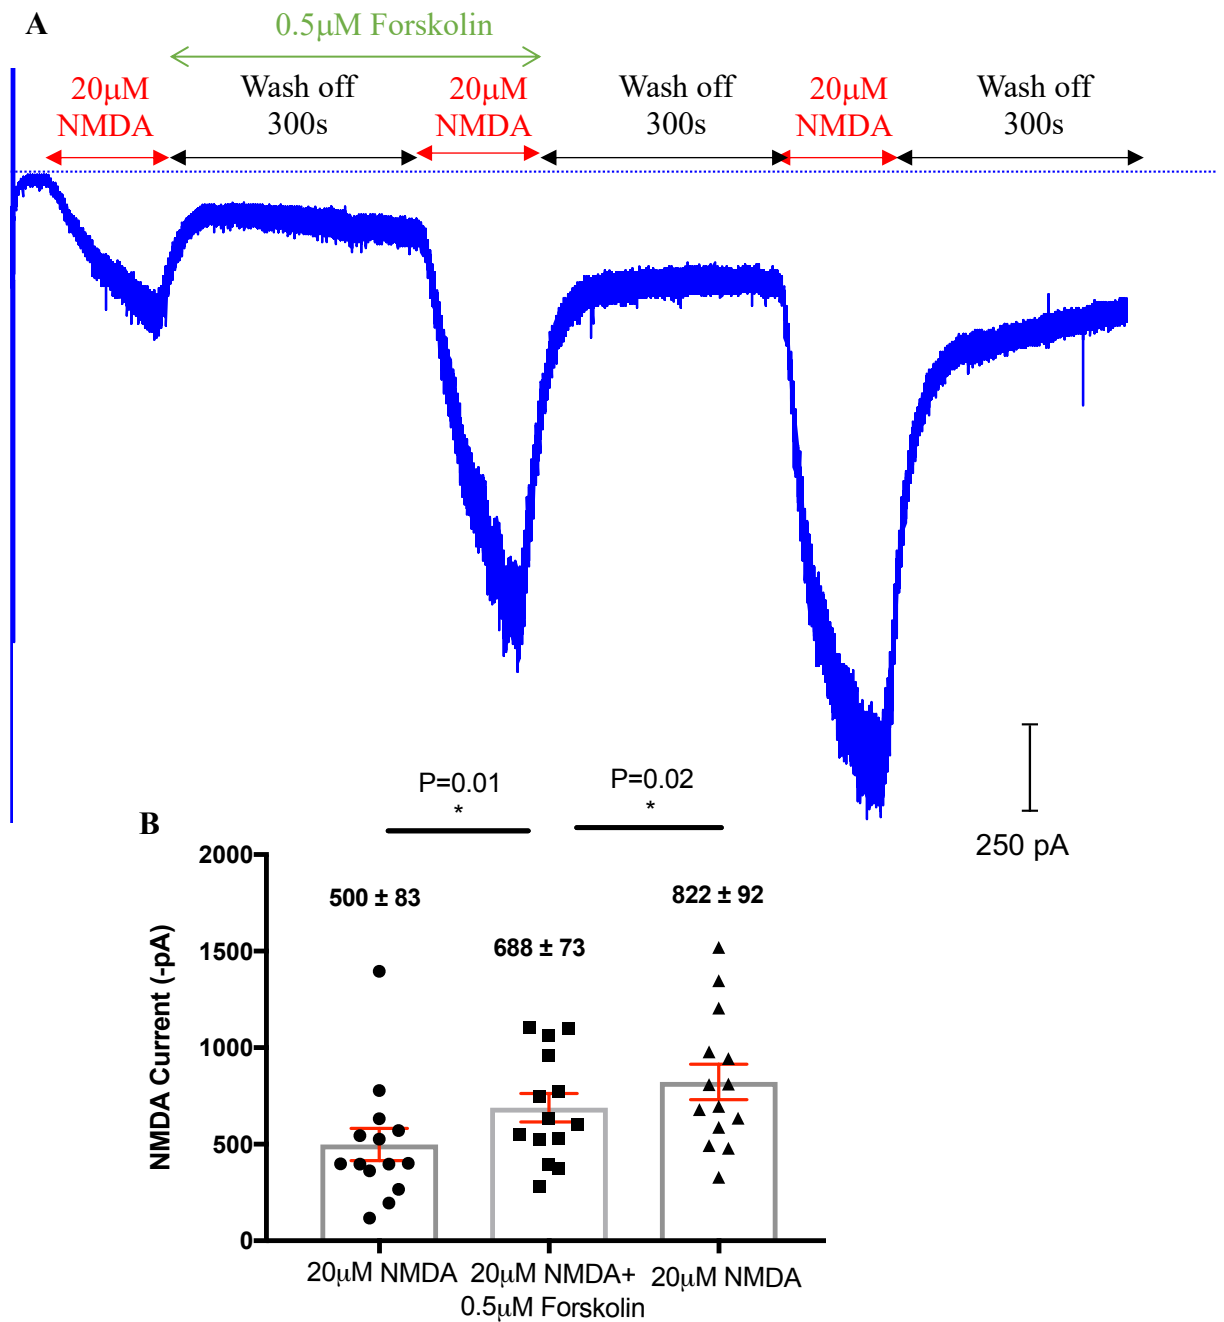 A
0.5μM Forskolin
20μM
NMDA
Wash off
300s
20μM
NMDA
Wash off
300s
20μM
NMDA
Wash off
300s
250 pA
P=0.01
*
P=0.02
*
B
2000
1500
1000
500
0
NMDA Current (-pA)
500 ± 83
688 ± 73
822 ± 92
20μM NMDA
20μM NMDA+
0.5μM Forskolin
20μM NMDA